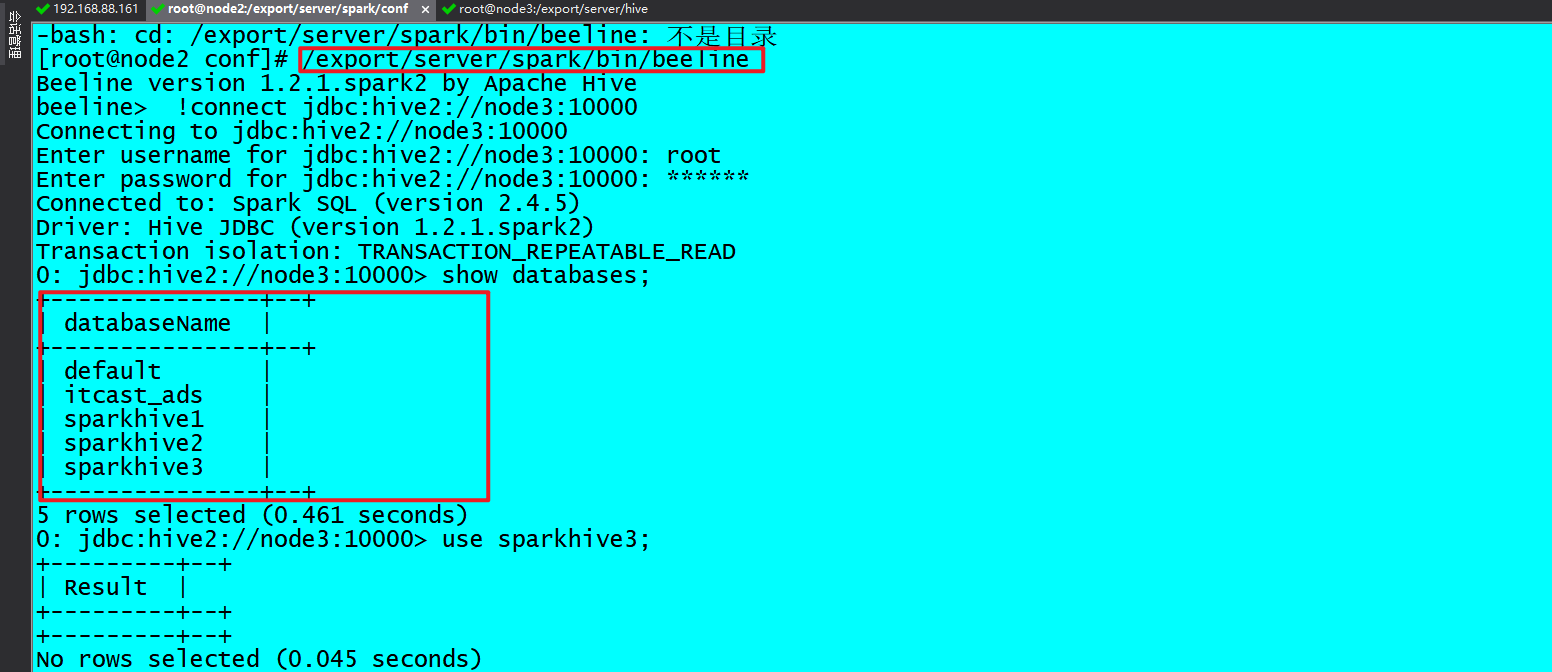 192.168.88.161 root@node2:/export/server/spark/conf × root@node3:/export/server/hive
会话管理
-bash: cd: /export/server/spark/bin/beeline: 不是目录
[root@node2 conf]# /export/server/spark/bin/beeline
Beeline version 1.2.1.spark2 by Apache Hive
beeline>  !connect jdbc:hive2://node3:10000
Connecting to jdbc:hive2://node3:10000
Enter username for jdbc:hive2://node3:10000: root
Enter password for jdbc:hive2://node3:10000: ******
Connected to: Spark SQL (version 2.4.5)
Driver: Hive JDBC (version 1.2.1.spark2)
Transaction isolation: TRANSACTION_REPEATABLE_READ
0: jdbc:hive2://node3:10000> show databases;
+---------------+--+
| databaseName  |
+---------------+--+
| default       |
| itcast_ads    |
| sparkhive1    |
| sparkhive2    |
| sparkhive3    |
+---------------+--+
5 rows selected (0.461 seconds)
0: jdbc:hive2://node3:10000> use sparkhive3;
+---------+--+
| Result  |
+---------+--+
+---------+--+
No rows selected (0.045 seconds)